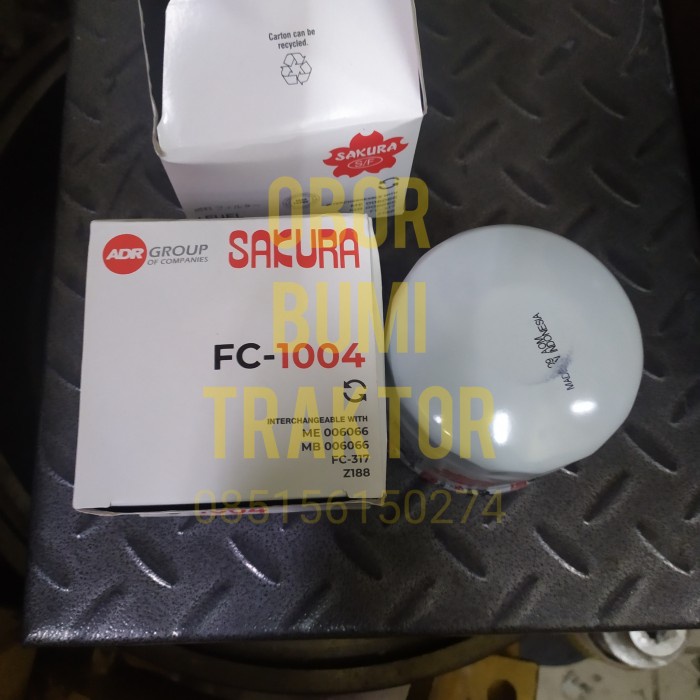 Carton can be
recycled.
SAKURA
S/F
FUEL
ADR GROUP
OF COMPANIES
SAKURA
FC-1004
INTERCHANGEABLE WITH
ME 006066
MB 006066
FC-317
Z188
MADE IN INDONESIA
OBOR
BUMI
TRAKTOR
085156150274